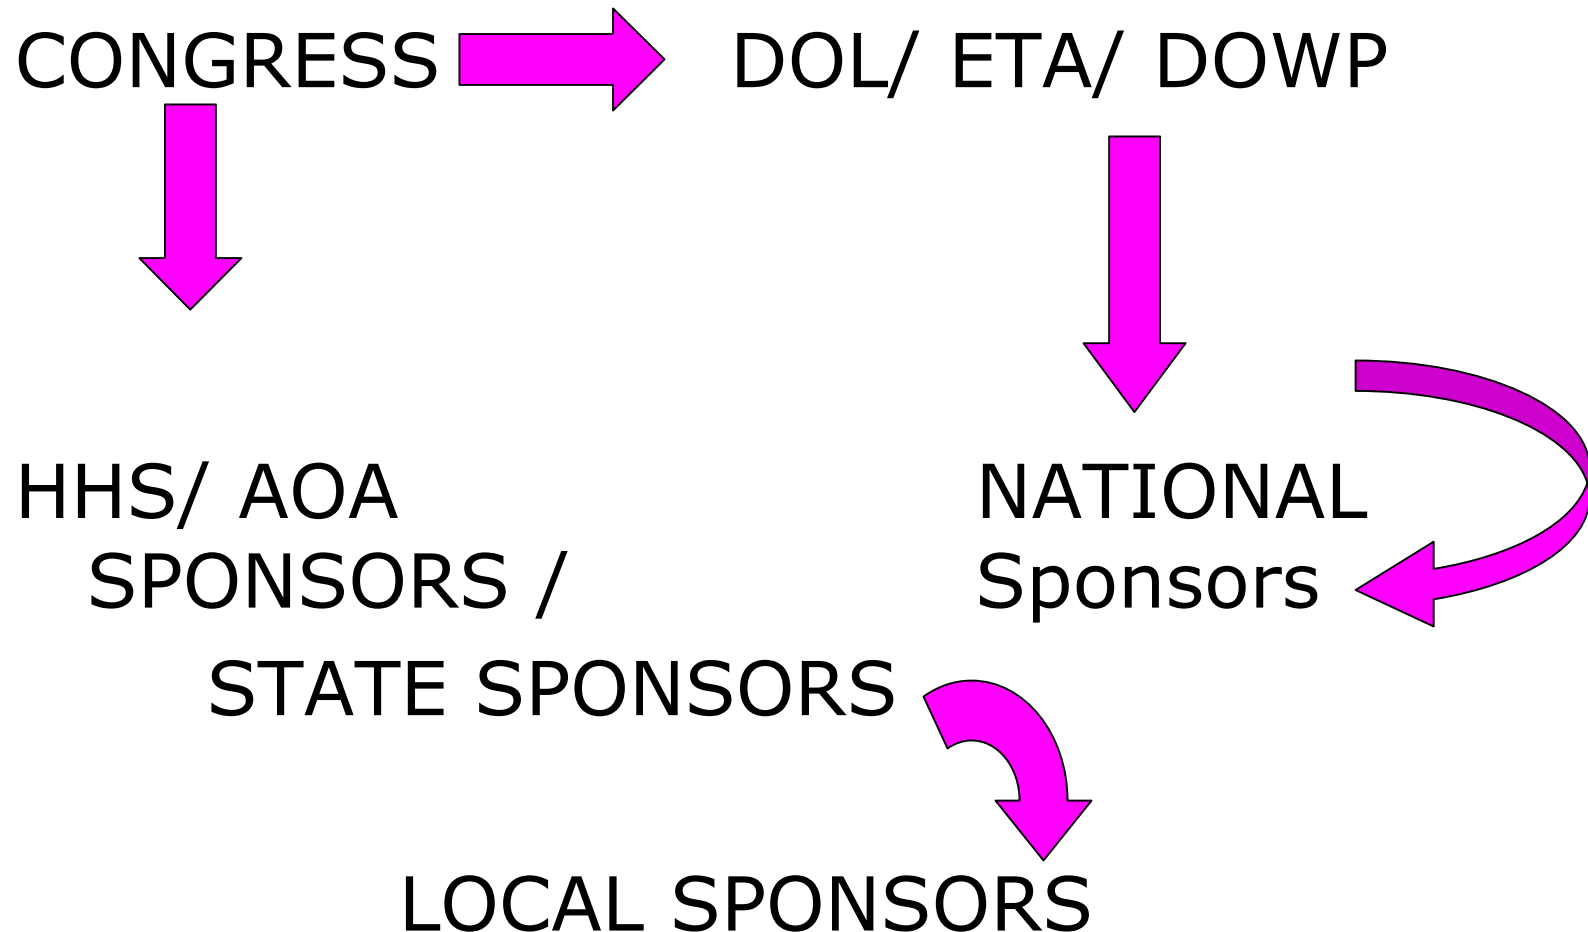 CONGRESS DOL/ ETA/ DOWP
HHS/ AOA
SPONSORS /
NATIONAL
Sponsors
STATE SPONSORS
LOCAL SPONSORS